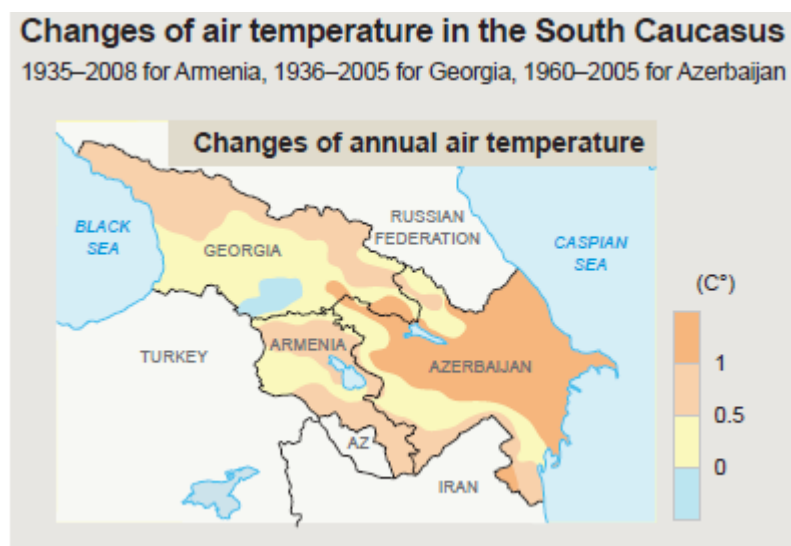 Changes of air temperature in the South Caucasus
1935–2008 for Armenia, 1936–2005 for Georgia, 1960–2005 for Azerbaijan
Changes of annual air temperature
BLACK
SEA
GEORGIA
RUSSIAN
FEDERATION
CASPIAN
SEA
(C°)
TURKEY
ARMENIA
AZERBAIJAN
AZ
IRAN
1
0.5
0